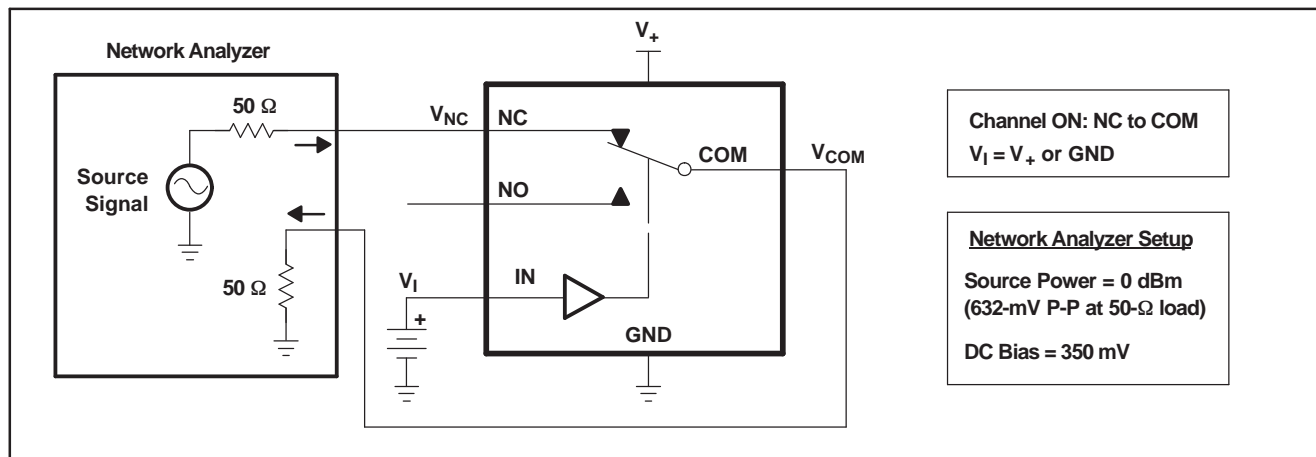 Network Analyzer
50 Ω
Source
Signal
50 Ω
V+
VNC
NC
NO
COM
VCOM
VI
+
IN
GND
Channel ON: NC to COM
VI = V+ or GND
Network Analyzer Setup
Source Power = 0 dBm
(632-mV P-P at 50-Ω load)
DC Bias = 350 mV